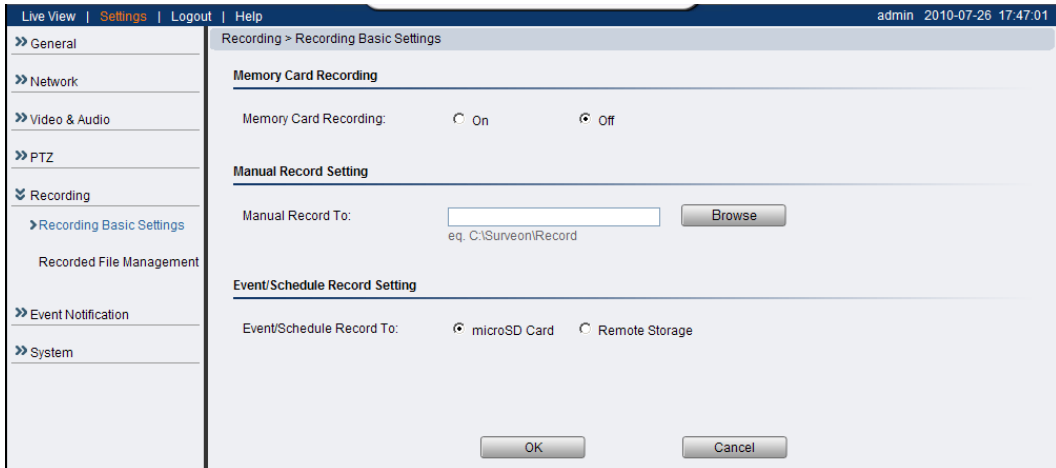 Live View | Settings | Logout | Help admin 2010-07-26 17:47:01
General
Network
Video & Audio
PTZ
Recording
Recording Basic Settings
Recorded File Management
Event Notification
System
Recording > Recording Basic Settings
Memory Card Recording
Memory Card Recording: On Off
Manual Record Setting
Manual Record To: Browse
eq. C:\Surveon\Record
Event/Schedule Record Setting
Event/Schedule Record To: microSD Card Remote Storage
OK Cancel